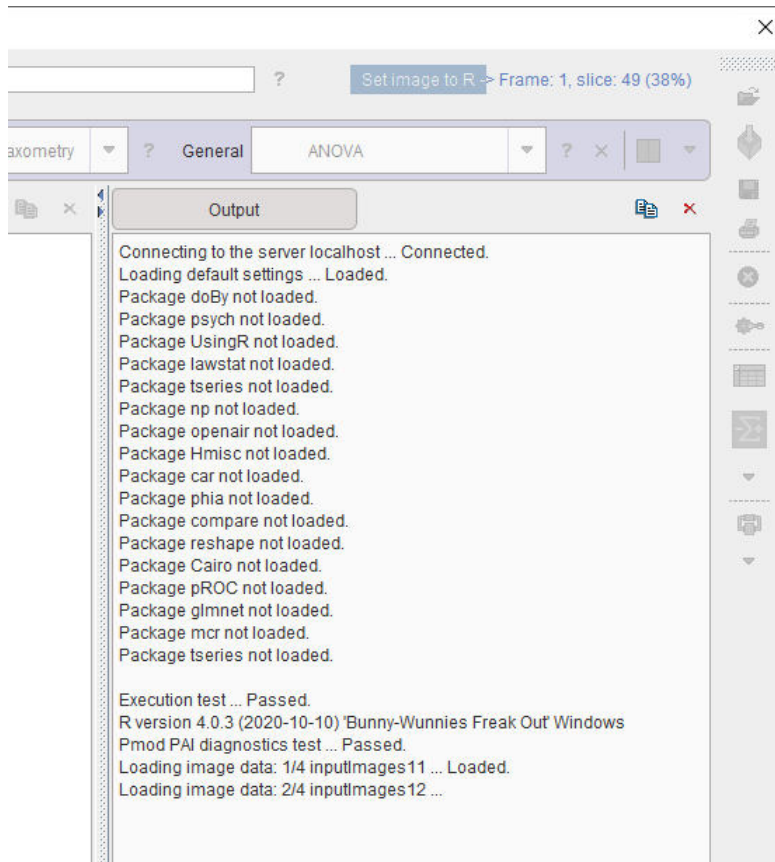 ?
Set image to R -> Frame: 1, slice: 49 (38%)
axometry
?
General
ANOVA
?
Output
Connecting to the server localhost ... Connected.
Loading default settings ... Loaded.
Package doBy not loaded.
Package psych not loaded.
Package UsingR not loaded.
Package lawstat not loaded.
Package tseries not loaded.
Package np not loaded.
Package openair not loaded.
Package Hmisc not loaded.
Package car not loaded.
Package phia not loaded.
Package compare not loaded.
Package reshape not loaded.
Package Cairo not loaded.
Package pROC not loaded.
Package glmnet not loaded.
Package mcr not loaded.
Package tseries not loaded.
Execution test ... Passed.
R version 4.0.3 (2020-10-10) 'Bunny-Wunnies Freak Out' Windows
Pmod PAI diagnostics test ... Passed.
Loading image data: 1/4 inputImages11 ... Loaded.
Loading image data: 2/4 inputImages12 ...